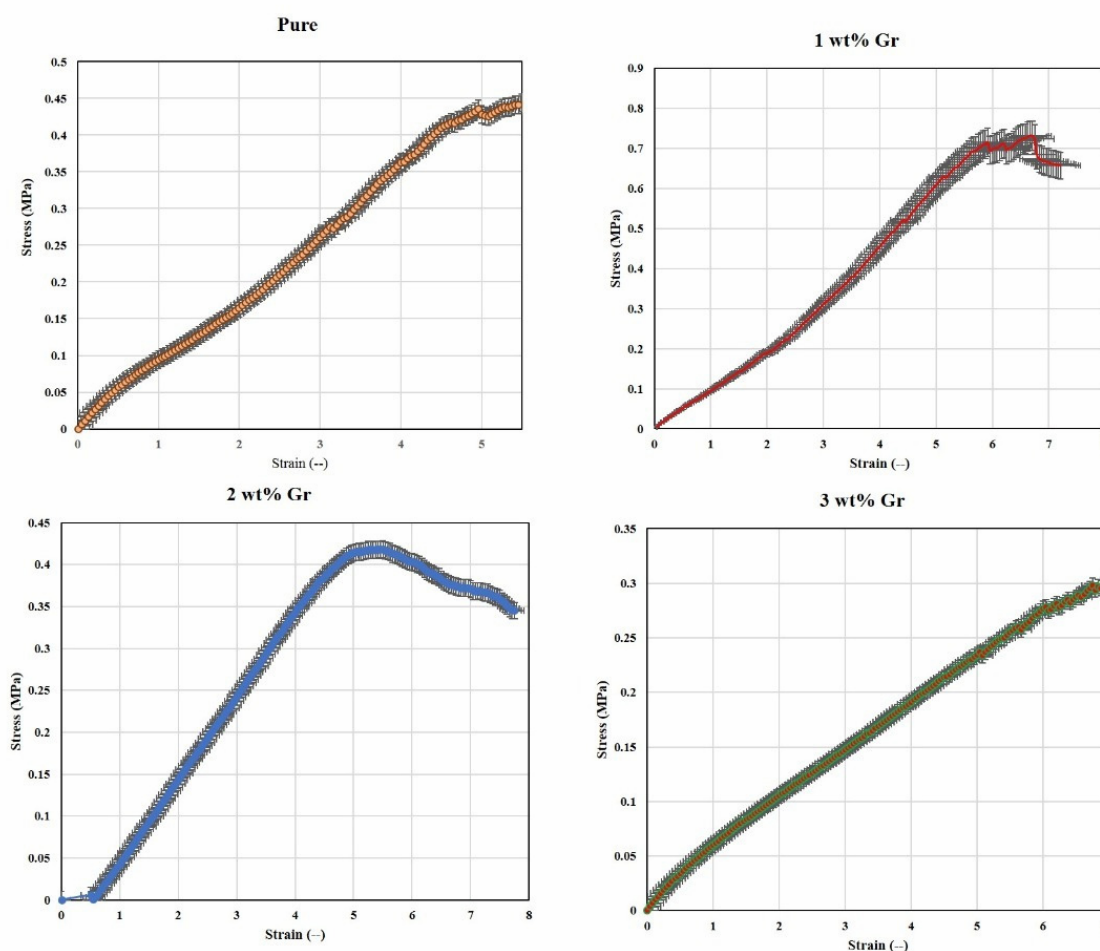 Pure
0.5
0.45
0.4
0.35
0.3
0.25
0.2
0.15
0.1
0.05
0
Stress (MPa)
0 1 2 3 4 5
Strain (--)
1 wt% Gr
0.9
0.8
0.7
0.6
0.5
0.4
0.3
0.2
0.1
0
Stress (MPa)
0 1 2 3 4 5 6 7
Strain (--)
2 wt% Gr
0.45
0.4
0.35
0.3
0.25
0.2
0.15
0.1
0.05
0
Stress (MPa)
0 1 2 3 4 5 6 7 8
Strain (--)
3 wt% Gr
0.35
0.3
0.25
0.2
0.15
0.1
0.05
0
Stress (MPa)
0 1 2 3 4 5 6
Strain (--)